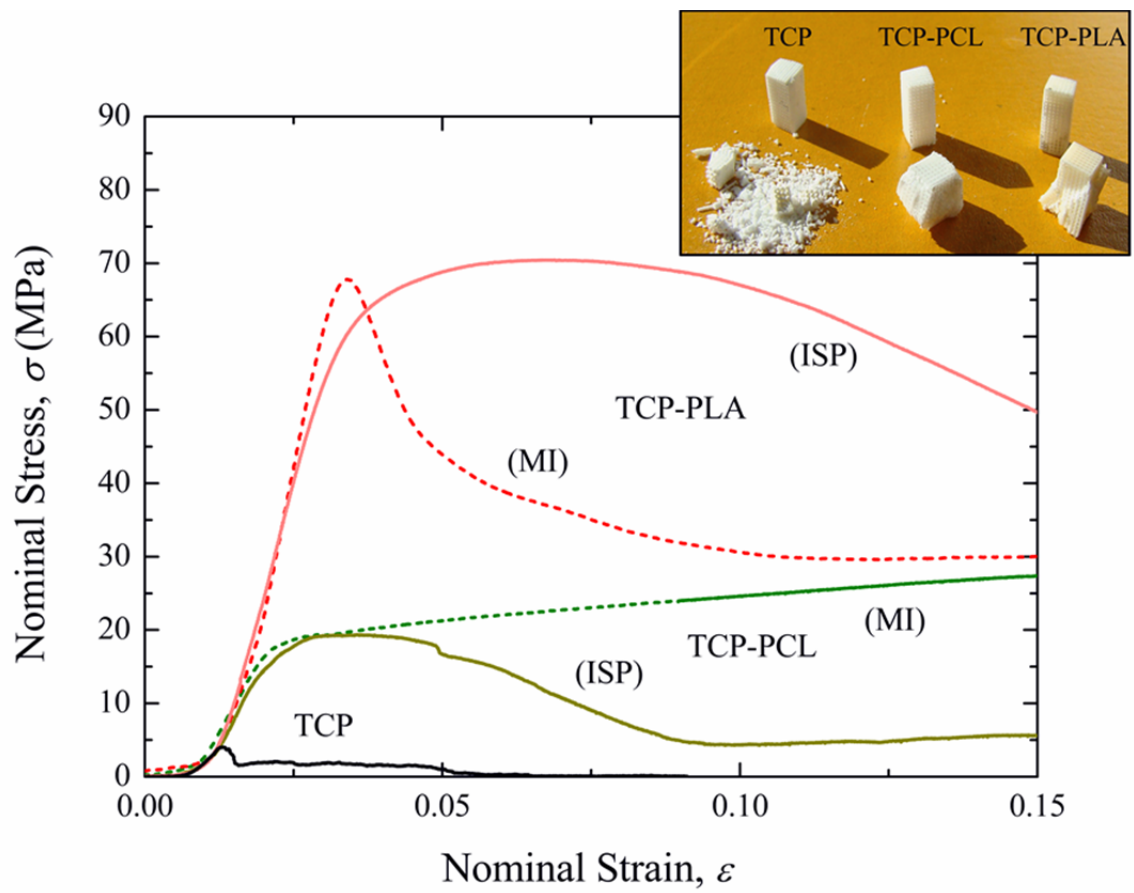 TCP TCP-PCL TCP-PLA
90
80
70
60
50
40
30
20
10
0
Nominal Stress, σ (MPa)
(ISP)
TCP-PLA
(MI)
(MI)
TCP-PCL
(ISP)
TCP
0.00 0.05 0.10 0.15
Nominal Strain, ε